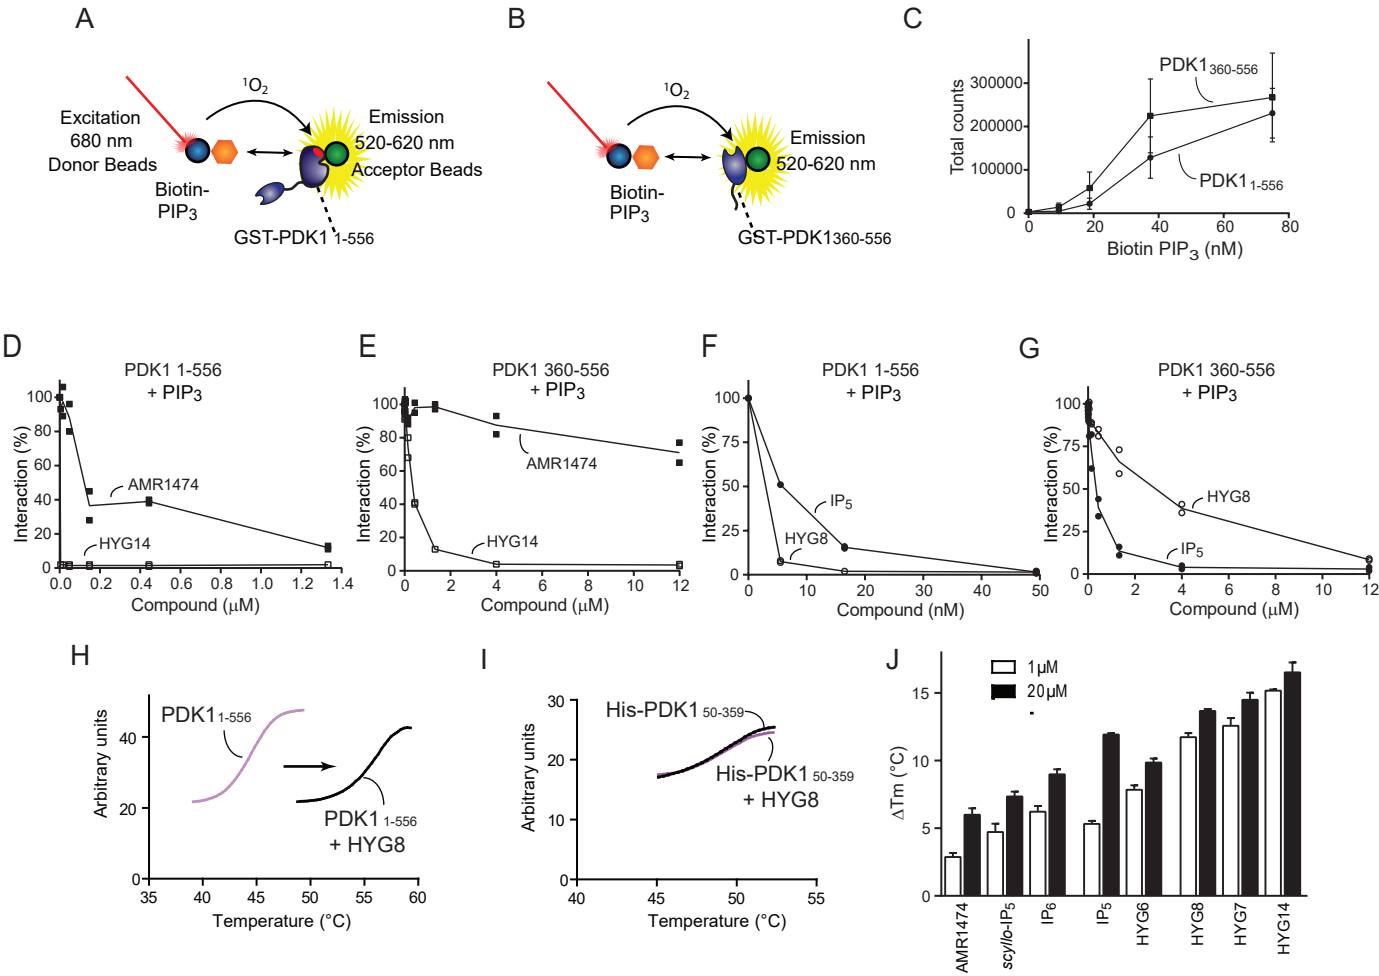 A
Excitation
680 nm
Donor Beads
¹O₂
Emission
520-620 nm
Acceptor Beads
Biotin-
PIP₃
GST-PDK1 1-556
B
¹O₂
Emission
520-620 nm
Biotin-
PIP₃
GST-PDK1 360-556
C
Total counts
300000
200000
100000
0
PDK1 360-556
PDK1 1-556
0 20 40 60 80
Biotin PIP₃ (nM)
D
PDK1 1-556
+ PIP₃
Interaction (%)
100
80
60
40
20
0
AMR1474
HYG14
0.0 0.2 0.4 0.6 0.8 1.0 1.2 1.4
Compound (µM)
E
PDK1 360-556
+ PIP₃
Interaction (%)
100
80
60
40
20
0
AMR1474
HYG14
0 2 4 6 8 10 12
Compound (µM)
F
PDK1 1-556
+ PIP₃
Interaction (%)
100
75
50
25
0
IP₅
HYG8
0 10 20 30 40 50
Compound (nM)
G
PDK1 360-556
+ PIP₃
Interaction (%)
100
75
50
25
0
HYG8
IP₅
0 2 4 6 8 10 12
Compound (µM)
H
Arbitrary units
40
20
0
PDK1 1-556
PDK1 1-556
+ HYG8
35 40 45 50 55 60
Temperature (°C)
I
Arbitrary units
30
20
10
0
His-PDK1 50-359
His-PDK1 50-359
+ HYG8
40 45 50 55
Temperature (°C)
J
1µM
20µM
ΔTm (°C)
15
10
5
0
AMR1474
scyllo-IP₅
IP₆
IP₅
HYG6
HYG8
HYG7
HYG14